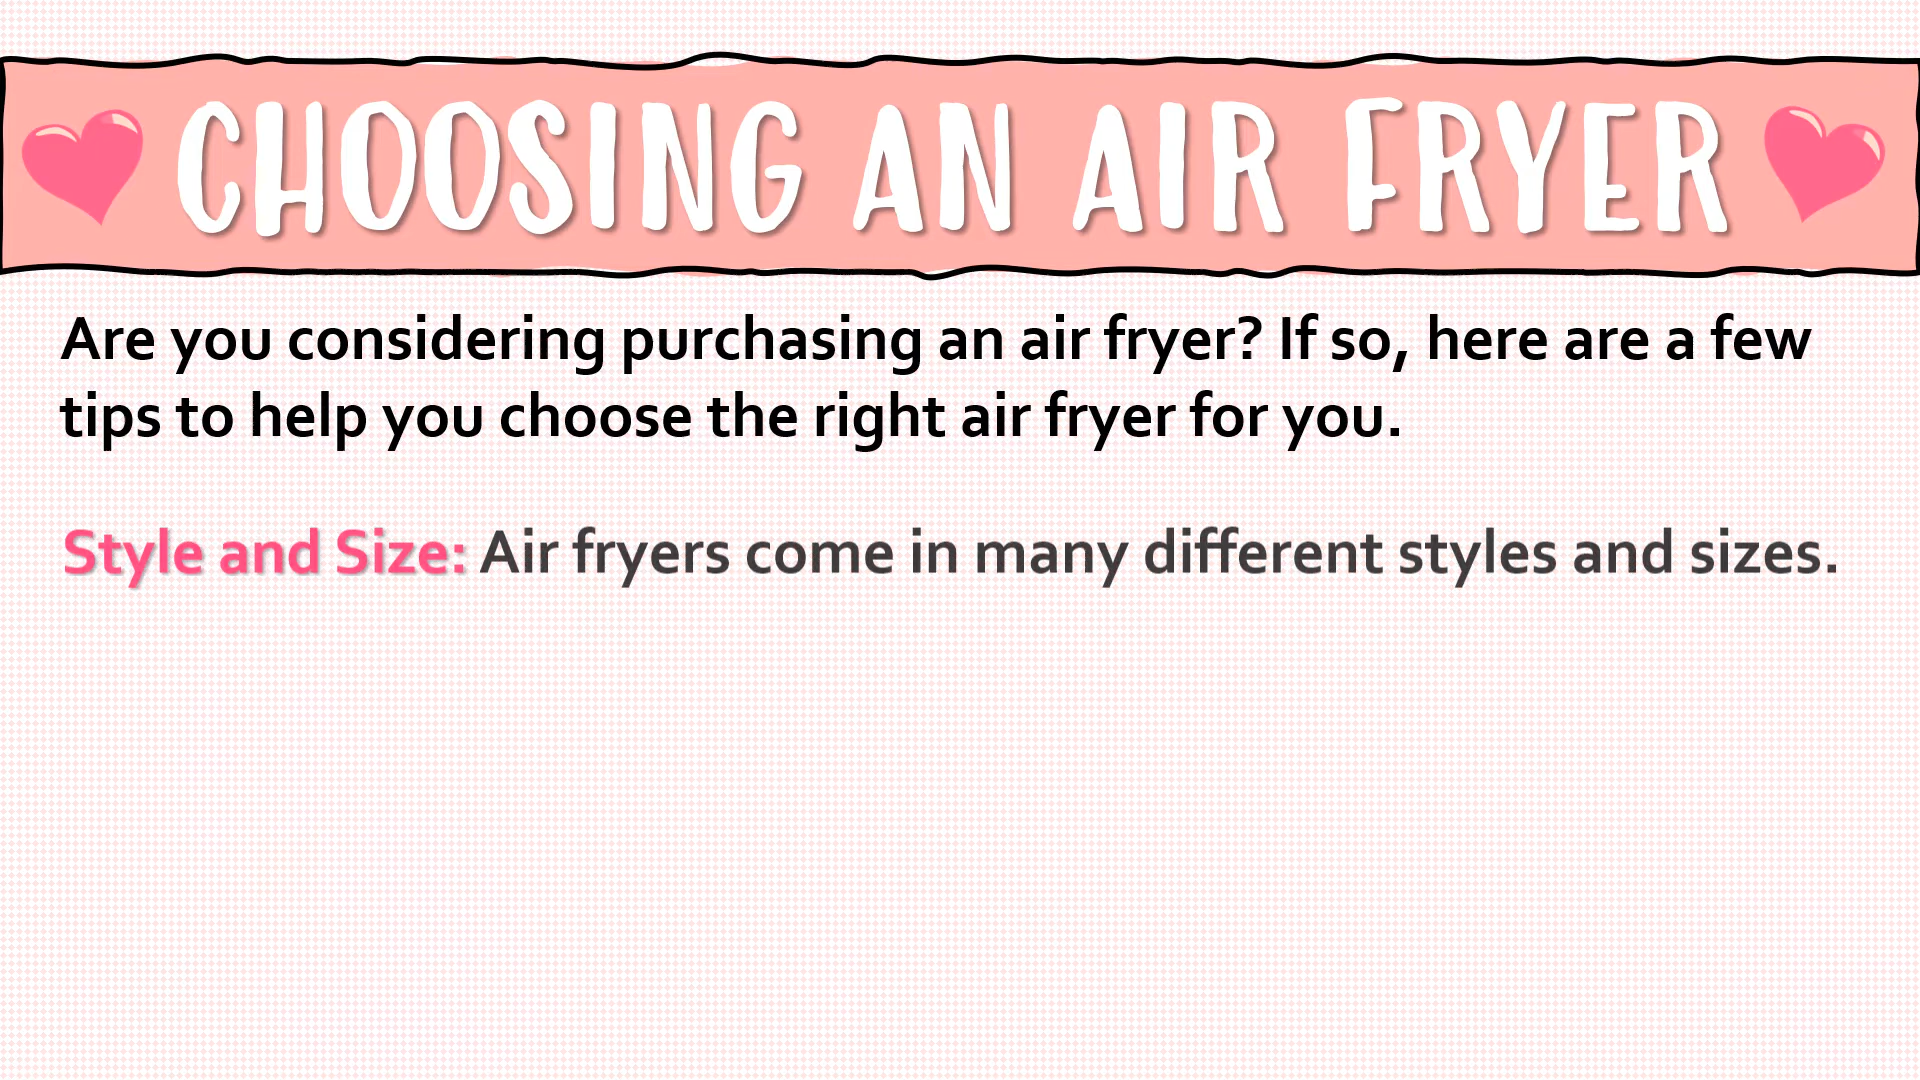 CHOOSING AN AIR FRYER
Are you considering purchasing an air fryer? If so, here are a few
tips to help you choose the right air fryer for you.
Style and Size: Air fryers come in many different styles and sizes.